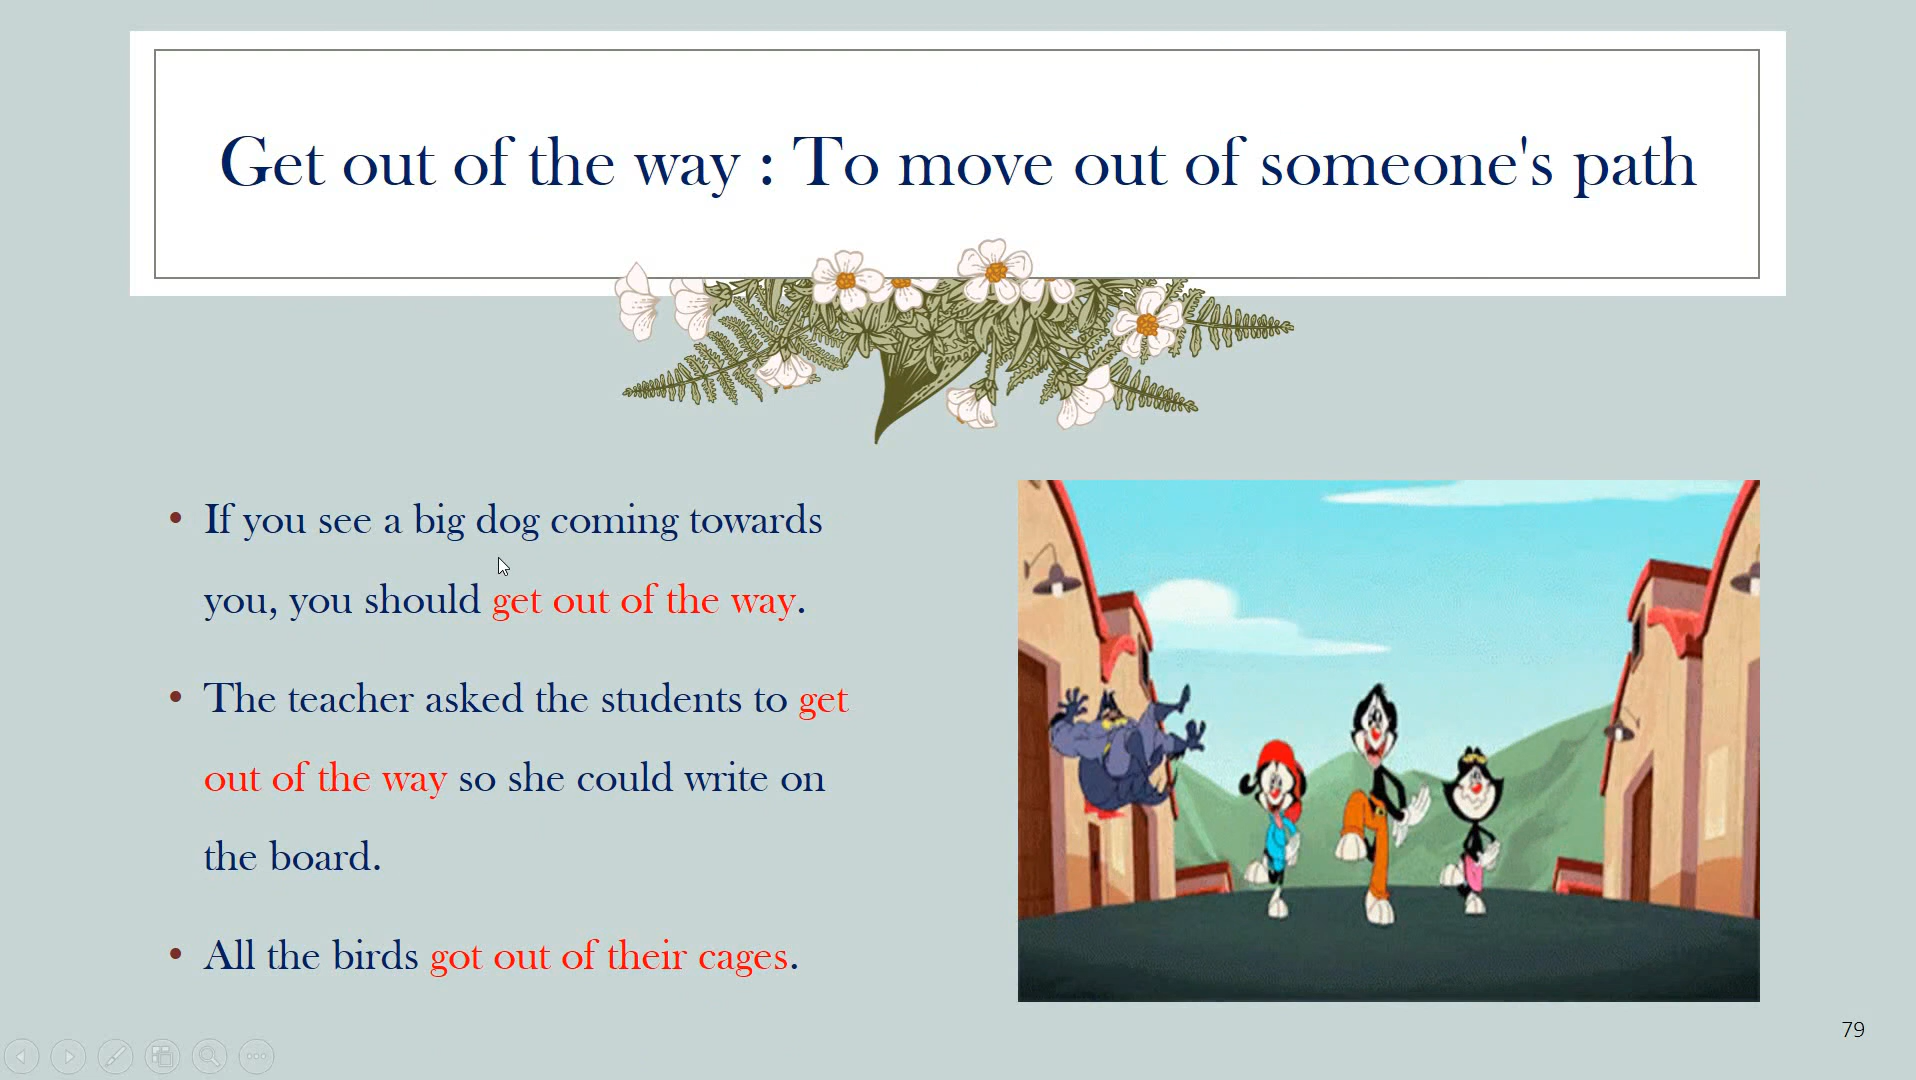 Get out of the way : To move out of someone's path
• If you see a big dog coming towards
you, you should get out of the way.
• The teacher asked the students to get
out of the way so she could write on
the board.
• All the birds got out of their cages.
79